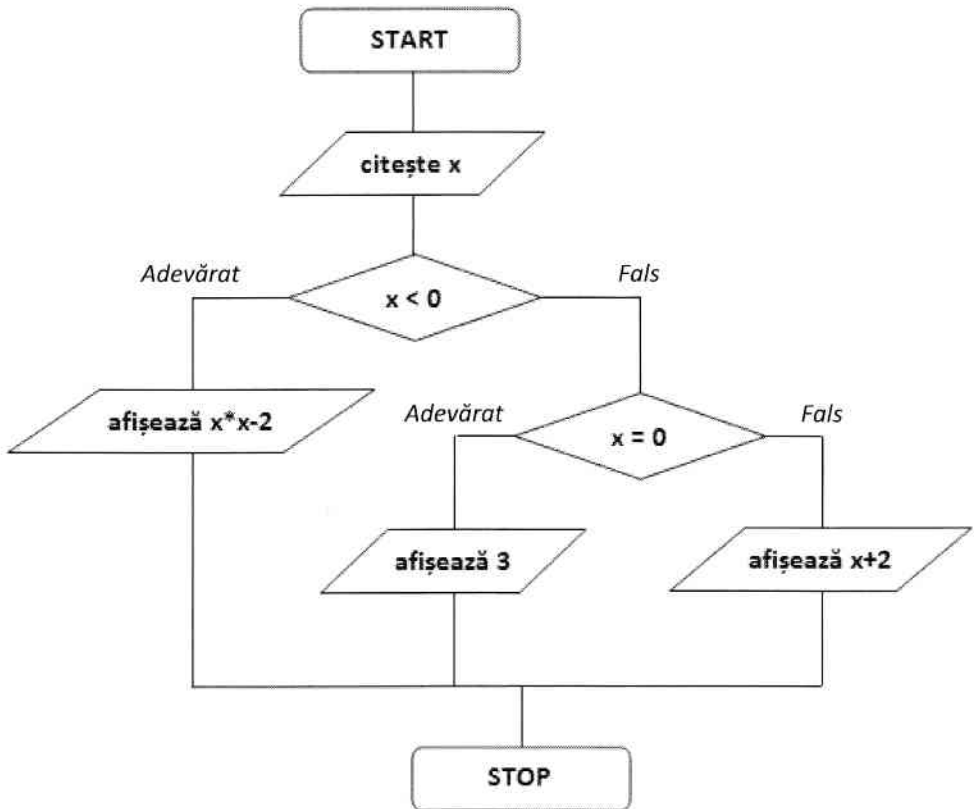 START
citește x
Adevărat
Fals
x < 0
afișează x*x-2
Adevărat
Fals
x = 0
afișează 3
afișează x+2
STOP